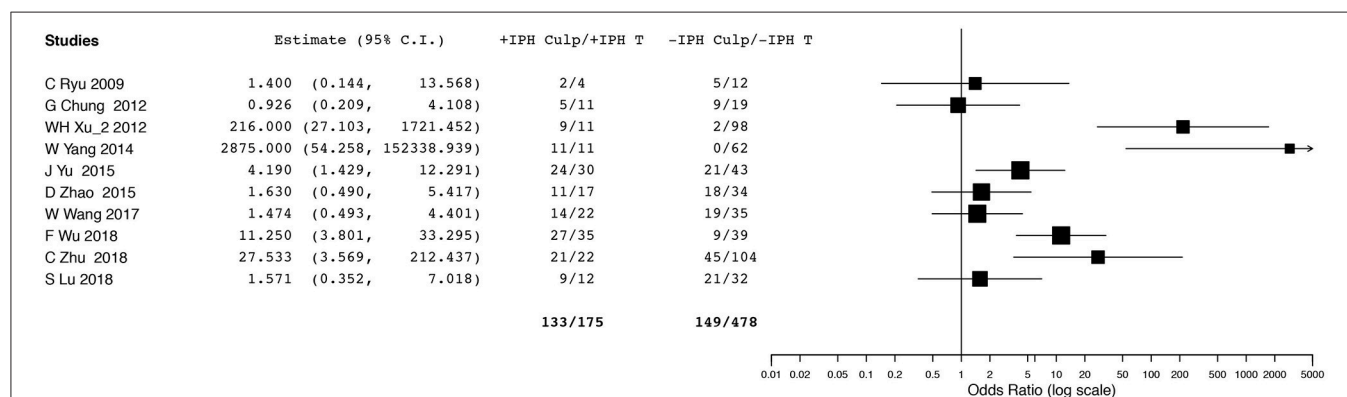 Studies Estimate (95% C.I.) +IPH Culp/+IPH T -IPH Culp/-IPH T
C Ryu 2009 1.400 (0.144, 13.568) 2/4 5/12
G Chung 2012 0.926 (0.209, 4.108) 5/11 9/19
WH Xu_2 2012 216.000 (27.103, 1721.452) 9/11 2/98
W Yang 2014 2875.000 (54.258, 152338.939) 11/11 0/62
J Yu 2015 4.190 (1.429, 12.291) 24/30 21/43
D Zhao 2015 1.630 (0.490, 5.417) 11/17 18/34
W Wang 2017 1.474 (0.493, 4.401) 14/22 19/35
F Wu 2018 11.250 (3.801, 33.295) 27/35 9/39
C Zhu 2018 27.533 (3.569, 212.437) 21/22 45/104
S Lu 2018 1.571 (0.352, 7.018) 9/12 21/32
133/175 149/478
0.01 0.02 0.05 0.1 0.2 0.5 1 2 5 10 20 50 100 200 500 1000 2000 5000
Odds Ratio (log scale)